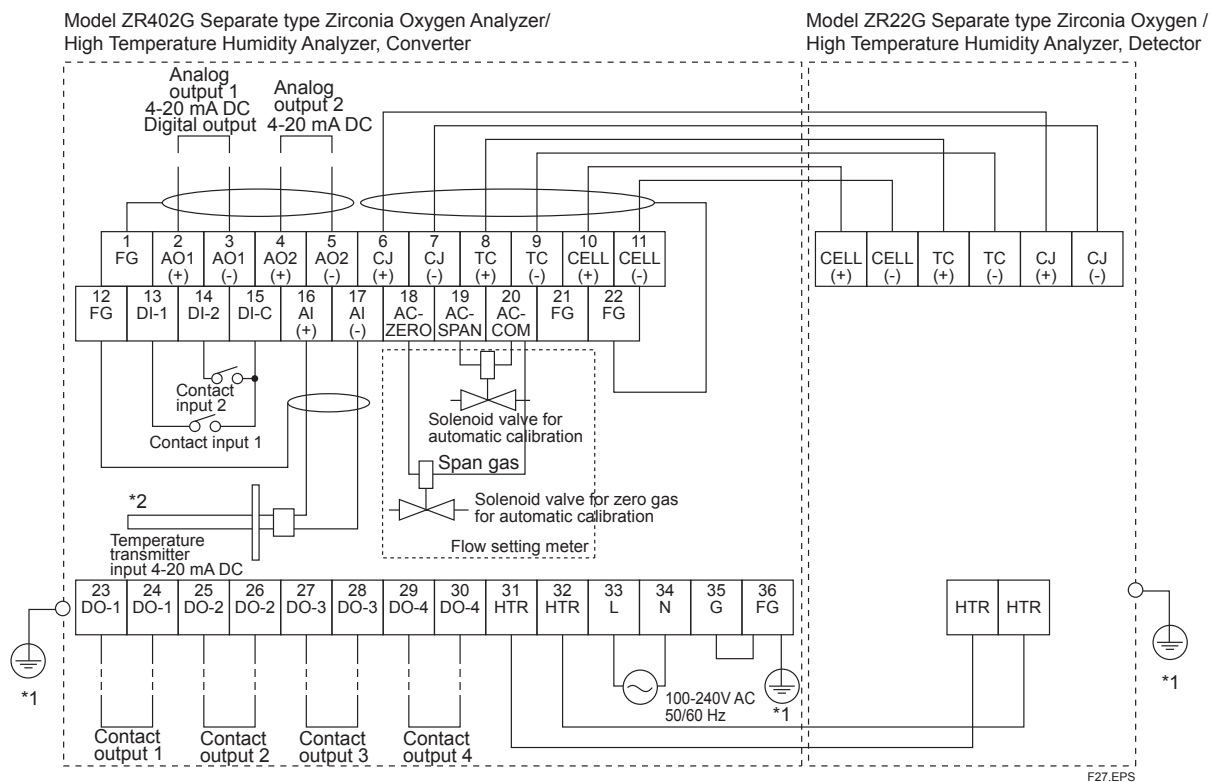 Model ZR402G Separate type Zirconia Oxygen Analyzer/
High Temperature Humidity Analyzer, Converter
Model ZR22G Separate type Zirconia Oxygen /
High Temperature Humidity Analyzer, Detector
Analog
output 1
4-20 mA DC
Digital output
Analog
output 2
4-20 mA DC
1
FG
2
AO1
(+)
3
AO1
(-)
4
AO2
(+)
5
AO2
(-)
6
CJ
(+)
7
CJ
(-)
8
TC
(+)
9
TC
(-)
10
CELL
(+)
11
CELL
(-)
CELL
(+)
CELL
(-)
TC
(+)
TC
(-)
CJ
(+)
CJ
(-)
12
FG
13
DI-1
14
DI-2
15
DI-C
16
AI
(+)
17
AI
(-)
18
AC-
ZERO
19
AC-
SPAN
20
AC-
COM
21
FG
22
FG
Contact
input 2
Contact input 1
Solenoid valve for
automatic calibration
Span gas
Solenoid valve for zero gas
for automatic calibration
Flow setting meter
*2
Temperature
transmitter
input 4-20 mA DC
23
DO-1
24
DO-1
25
DO-2
26
DO-2
27
DO-3
28
DO-3
29
DO-4
30
DO-4
31
HTR
32
HTR
33
L
34
N
35
G
36
FG
HTR
HTR
*1
100-240V AC
50/60 Hz
*1
*1
Contact
output 1
Contact
output 2
Contact
output 3
Contact
output 4
F27.EPS